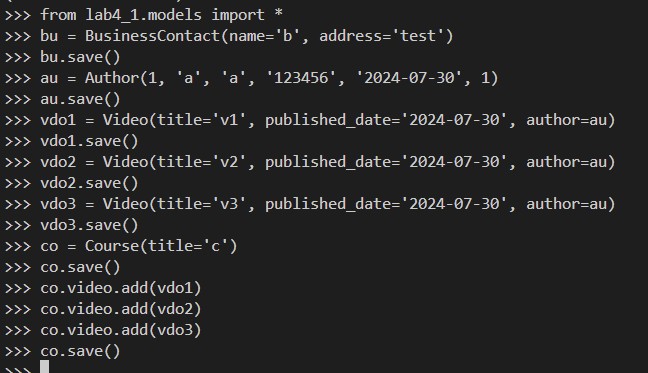 >>> from lab4_1.models import *
>>> bu = BusinessContact(name='b', address='test')
>>> bu.save()
>>> au = Author(1, 'a', 'a', '123456', '2024-07-30', 1)
>>> au.save()
>>> vdo1 = Video(title='v1', published_date='2024-07-30', author=au)
>>> vdo1.save()
>>> vdo2 = Video(title='v2', published_date='2024-07-30', author=au)
>>> vdo2.save()
>>> vdo3 = Video(title='v3', published_date='2024-07-30', author=au)
>>> vdo3.save()
>>> co = Course(title='c')
>>> co.save()
>>> co.video.add(vdo1)
>>> co.video.add(vdo2)
>>> co.video.add(vdo3)
>>> co.save()
>>>